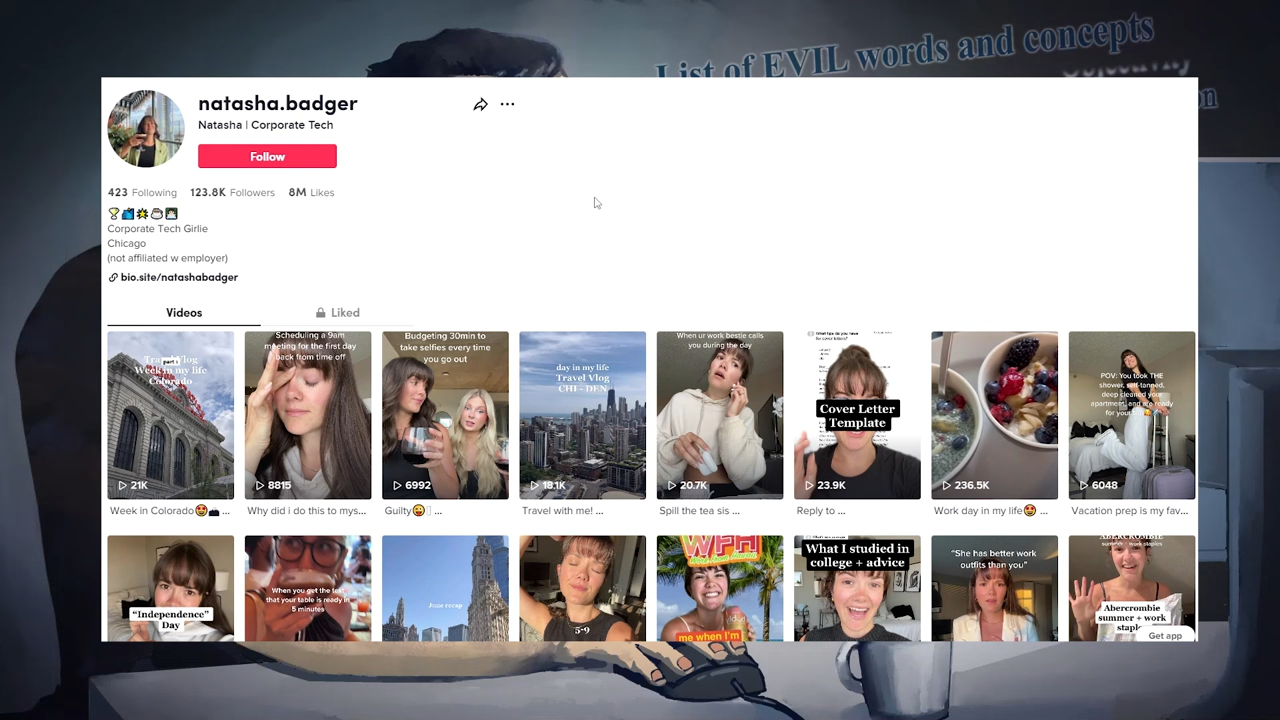 List of EVIL words and concepts
Objectivity
on
natasha.badger
Natasha | Corporate Tech
Follow
423 Following 123.8K Followers 8M Likes
Corporate Tech Girlie
Chicago
(not affiliated w employer)
bio.site/natashabadger
Videos
Liked
Travel Vlog
Week in my life
Colorado
21K
Week in Colorado🤩 ...
Scheduling a 9am
meeting for the first day
back from time off
8815
Why did i do this to mys...
Budgeting 30min to
take selfies every time
you go out
6992
Guilty😜 ...
day in my life
Travel Vlog
CHI - DEN
18.1K
Travel with me! ...
When ur work bestie calls
you during the day
20.7K
Spill the tea sis ...
Cover Letter
Template
23.9K
Reply to ...
236.5K
Work day in my life🤩 ...
POV: You took THE
shower, self-tanned,
deep cleaned your
apartment, and are ready
for your
6048
Vacation prep is my fav...
"Independence"
Day
When you get the text
that your table is ready in
5 minutes
June recap
5-9
WFH
me when I'm
What I studied in
college + advice
"She has better work
outfits than you"
ABERCROMBIE
summer + work staples
Abercrombie
summer + work
staples
Get app